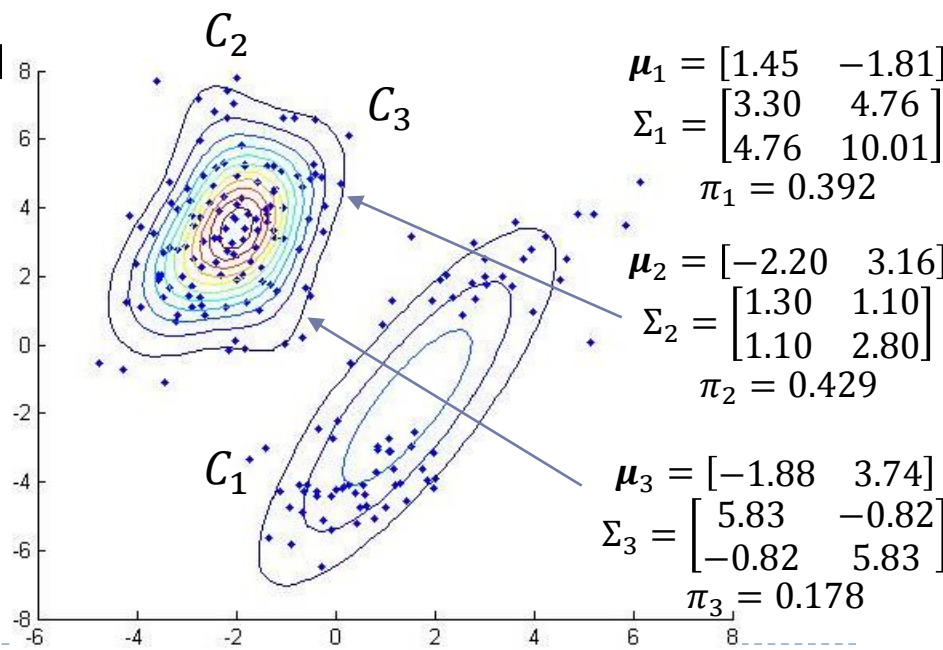 C₂
C₃
C₁
8
6
4
2
0
-2
-4
-6
-8
-6 -4 -2 0 2 4 6 8
μ₁ = [1.45 −1.81]
Σ₁ = [3.30 4.76
4.76 10.01]
π₁ = 0.392
μ₂ = [−2.20 3.16]
Σ₂ = [1.30 1.10
1.10 2.80]
π₂ = 0.429
μ₃ = [−1.88 3.74]
Σ₃ = [5.83 −0.82
−0.82 5.83]
π₃ = 0.178